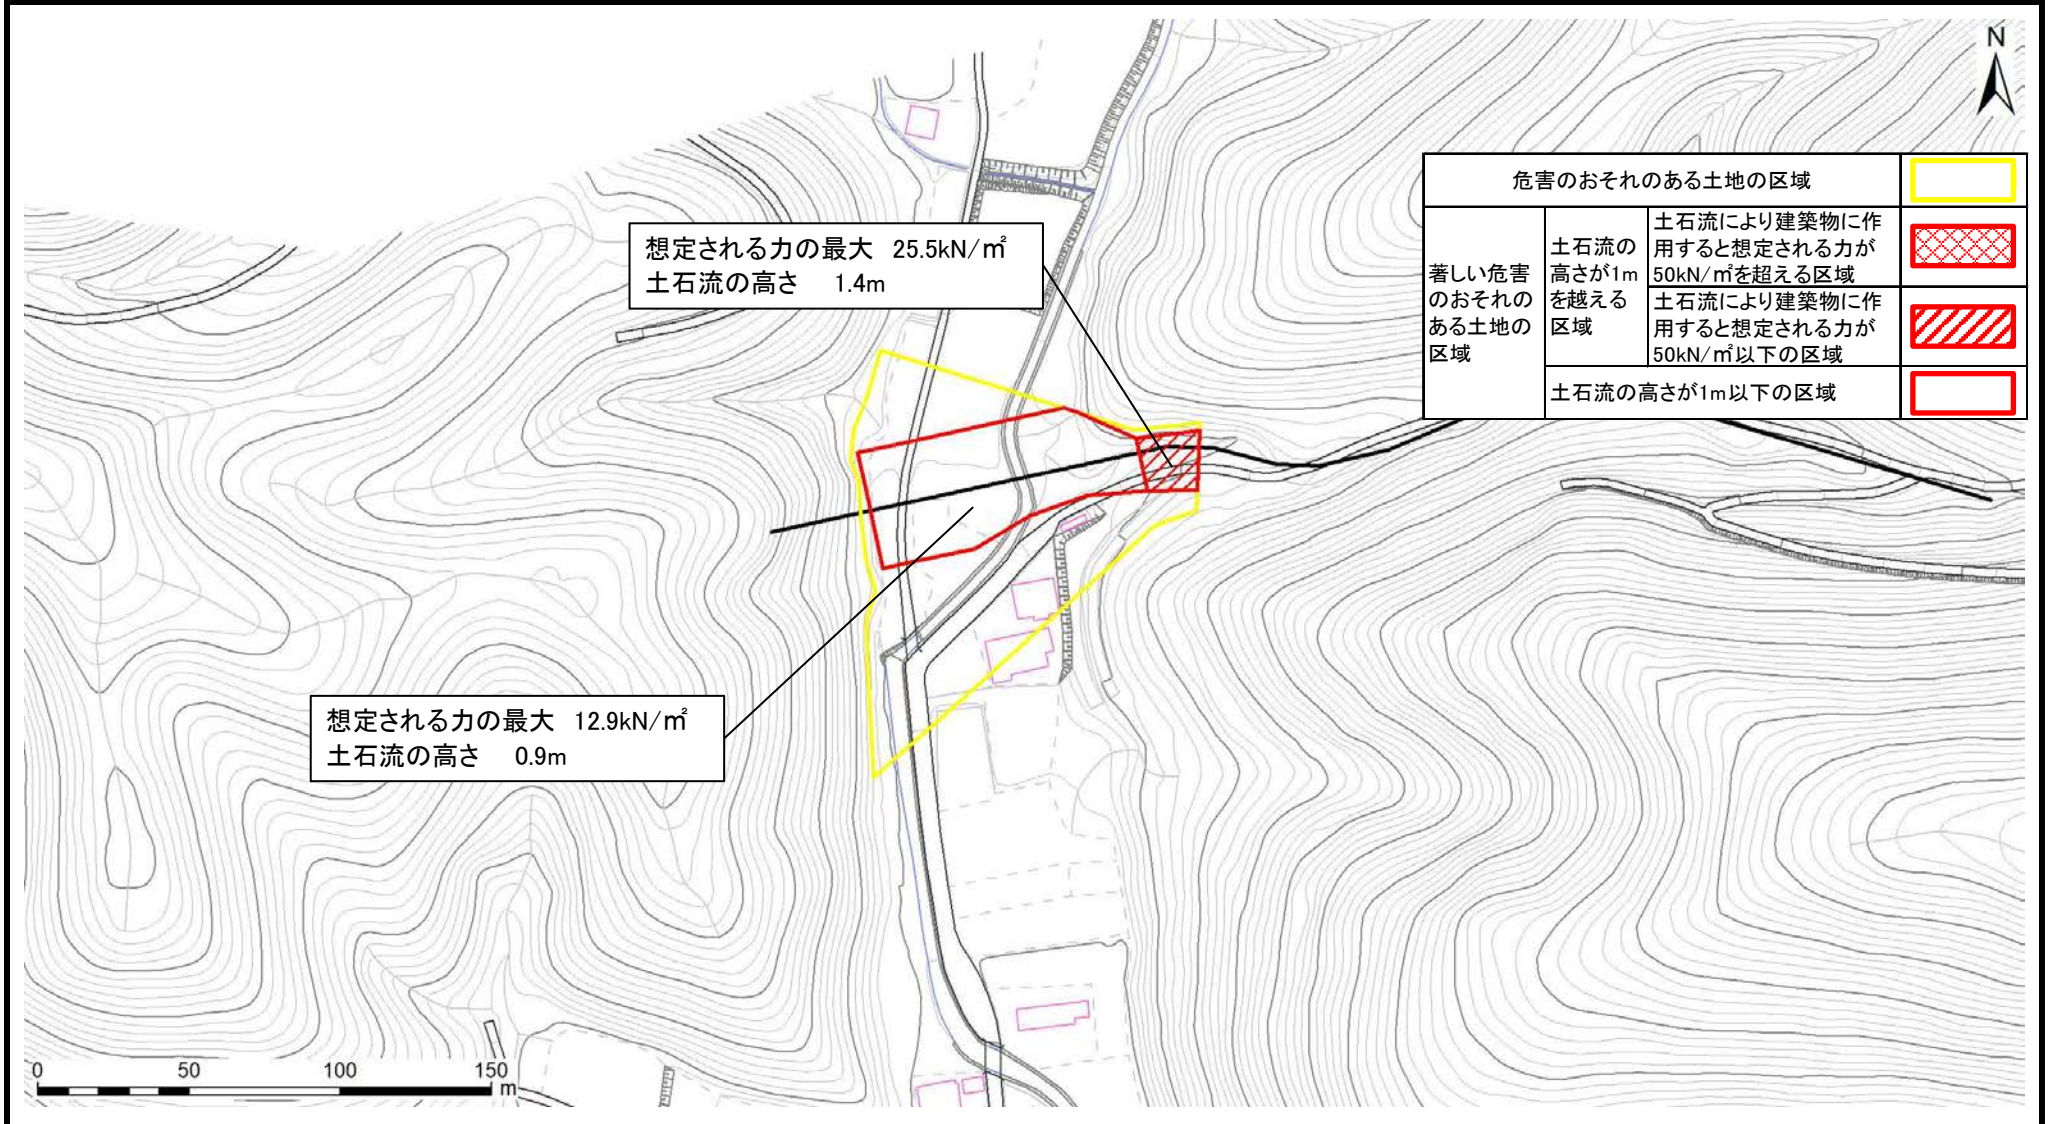 N
危害のおそれのある土地の区域
著しい危害
のおそれの
ある土地の
区域
土石流の
高さが1m
を越える
区域
土石流により建築物に作
用すると想定される力が
50kN/㎡を超える区域
土石流により建築物に作
用すると想定される力が
50kN/㎡以下の区域
土石流の高さが1m以下の区域
想定される力の最大 25.5kN/㎡
土石流の高さ 1.4m
想定される力の最大 12.9kN/㎡
土石流の高さ 0.9m
0 50 100 150
m